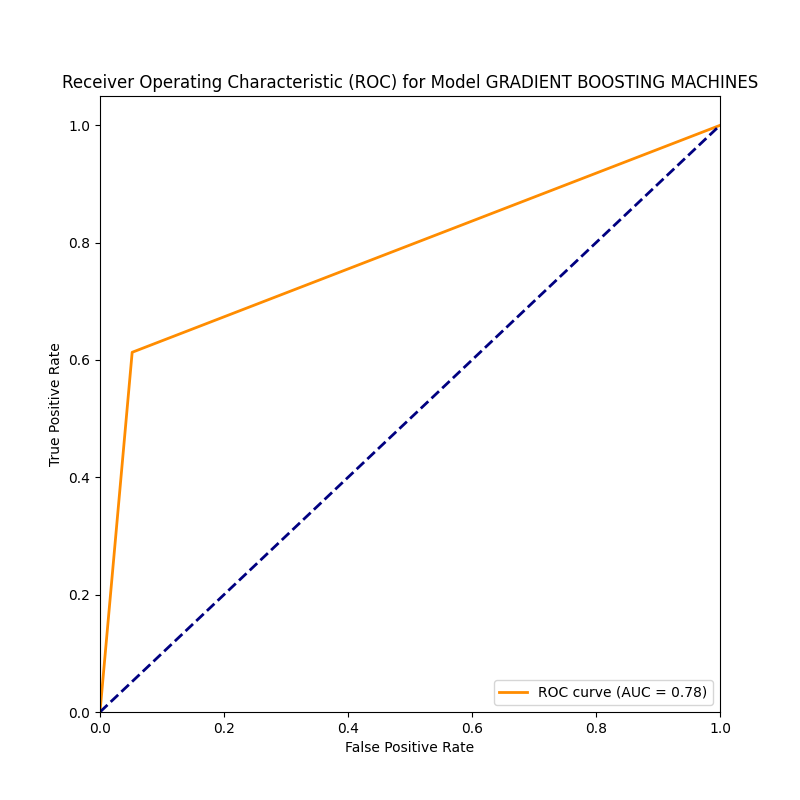 Receiver Operating Characteristic (ROC) for Model GRADIENT BOOSTING MACHINES
1.0
0.8
0.6
0.4
0.2
0.0
True Positive Rate
ROC curve (AUC = 0.78)
0.0 0.2 0.4 0.6 0.8 1.0
False Positive Rate